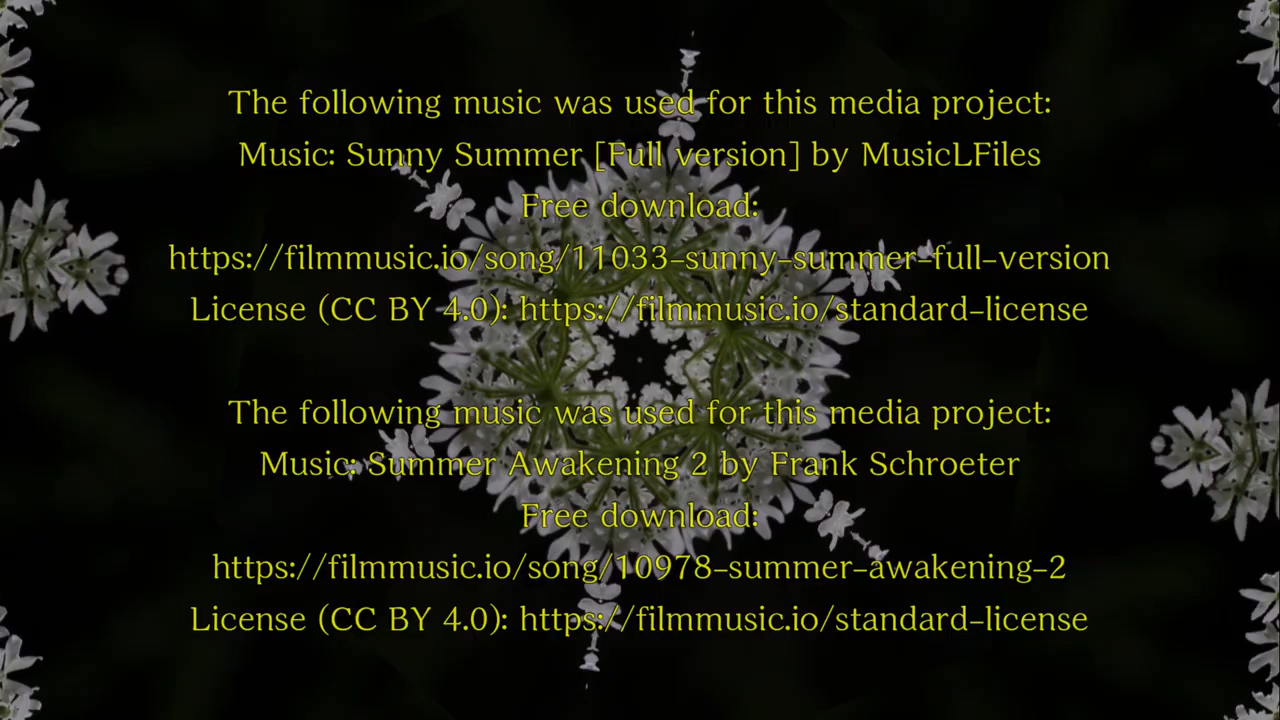 The following music was used for this media project:
Music: Sunny Summer [Full version] by MusicLFiles
Free download:
https://filmmusic.io/song/11033-sunny-summer-full-version
License (CC BY 4.0): https://filmmusic.io/standard-license
The following music was used for this media project:
Music: Summer Awakening 2 by Frank Schroeter
Free download:
https://filmmusic.io/song/10978-summer-awakening-2
License (CC BY 4.0): https://filmmusic.io/standard-license